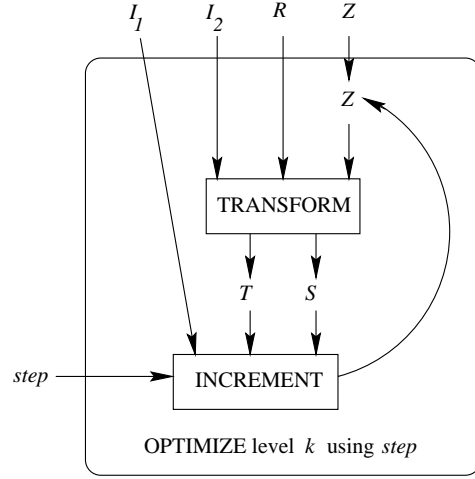 I1 I2 R Z
Z
TRANSFORM
T S
step INCREMENT
OPTIMIZE level k using step